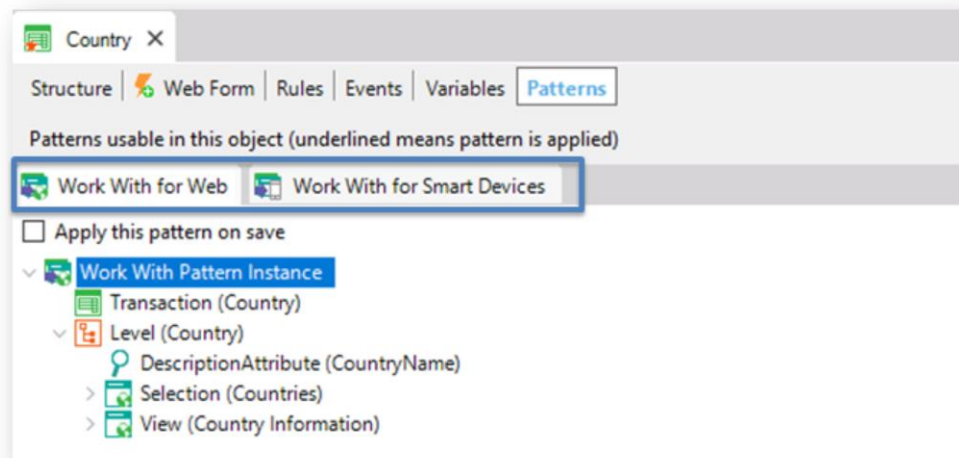 Country
Structure Web Form Rules Events Variables Patterns
Patterns usable in this object (underlined means pattern is applied)
Work With for Web Work With for Smart Devices
Apply this pattern on save
Work With Pattern Instance
Transaction (Country)
Level (Country)
DescriptionAttribute (CountryName)
Selection (Countries)
View (Country Information)